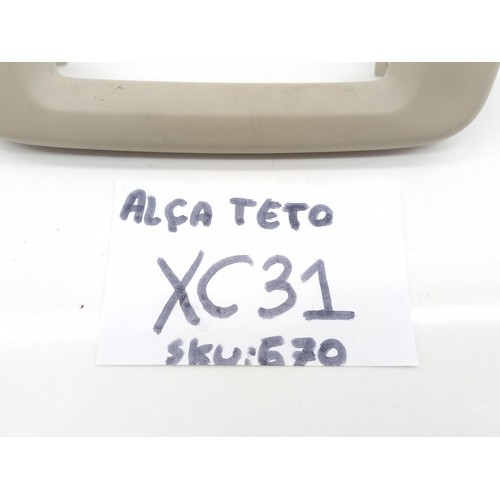 ALÇA TETO
XC31
SKU:670